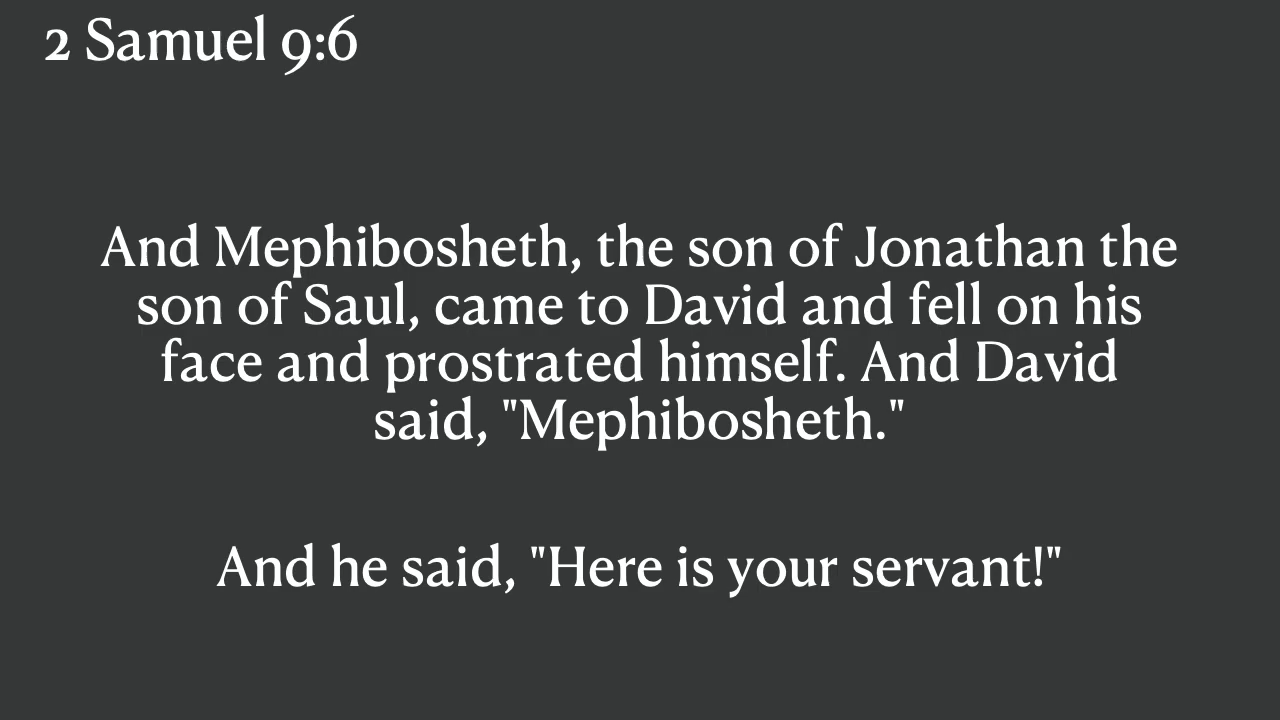 2 Samuel 9:6
And Mephibosheth, the son of Jonathan the
son of Saul, came to David and fell on his
face and prostrated himself. And David
said, "Mephibosheth."
And he said, "Here is your servant!"